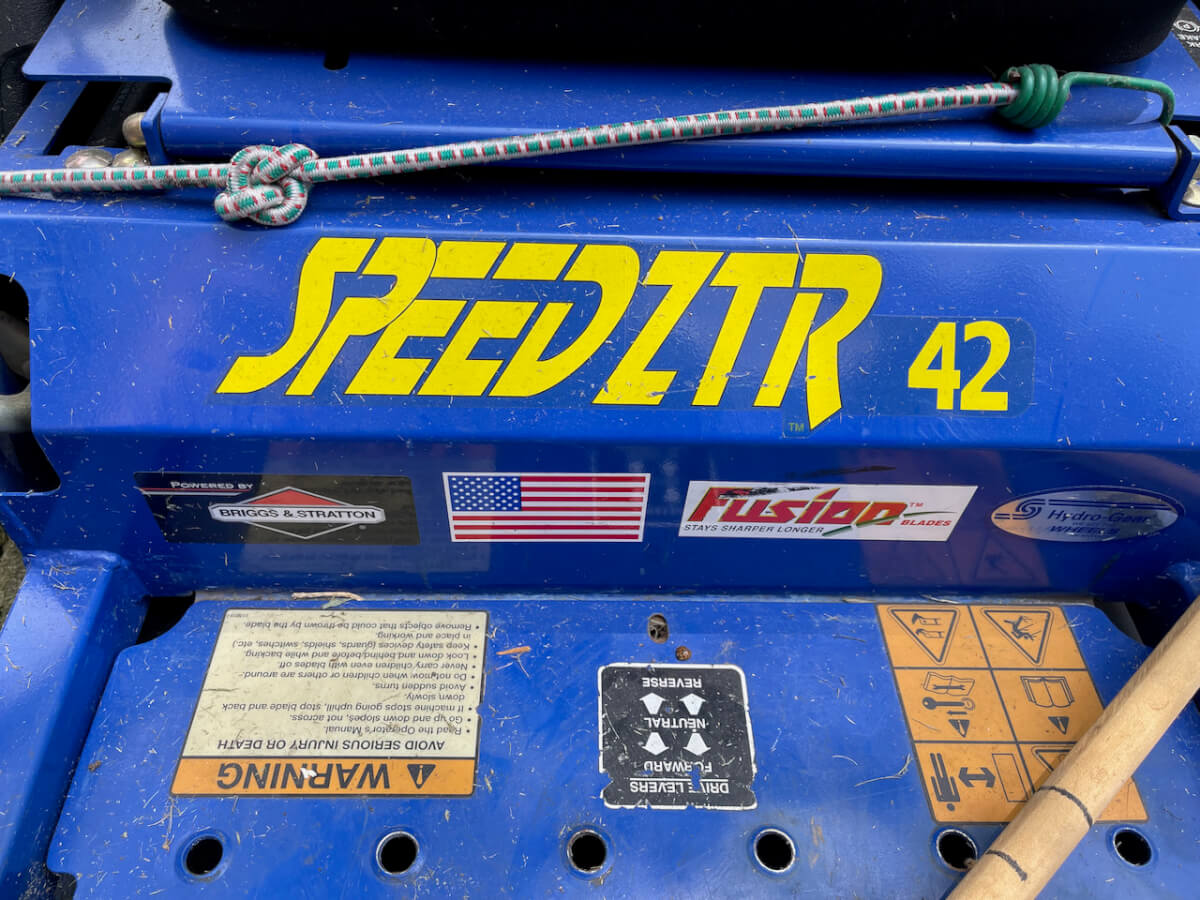 SPEEDZTR 42
TM
POWERED BY
BRIGGS & STRATTON
Fusion™
STAYS SHARPER LONGER BLADES
Hydro-Gear
WHEEL
WARNING
AVOID SERIOUS INJURY OR DEATH
• Read the Operator's Manual.
• Go up and down slopes, not across.
• If machine stops going uphill, stop blade and back
down slowly.
• Avoid sudden turns.
• Do not mow when children or others are around.
• Never carry children even with blades off.
• Look down and behind before and while backing.
• Keep safety devices (guards, shields, switches, etc.)
in place and working.
• Remove objects that could be thrown by the blade.
DRIVE LEVERS
FORWARD
NEUTRAL
REVERSE